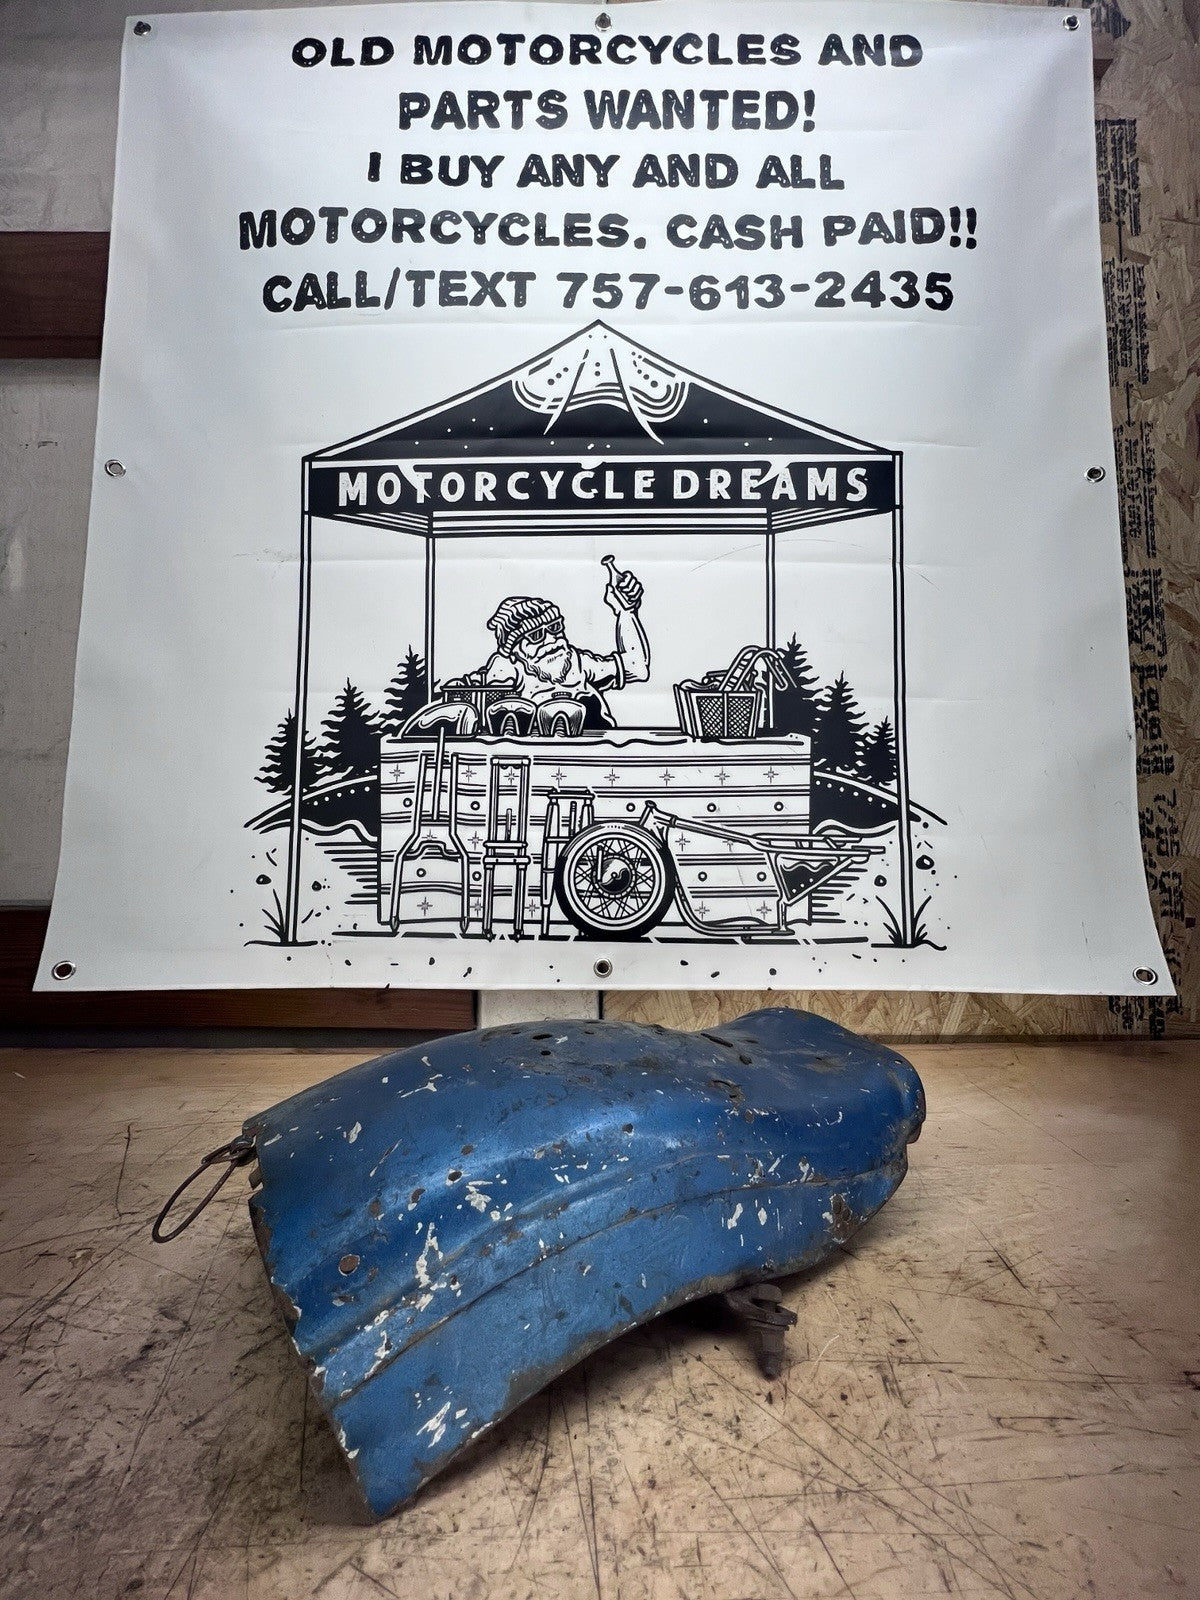 OLD MOTORCYCLES AND
PARTS WANTED!
I BUY ANY AND ALL
MOTORCYCLES. CASH PAID!!
CALL/TEXT 757-613-2435
MOTORCYCLE DREAMS